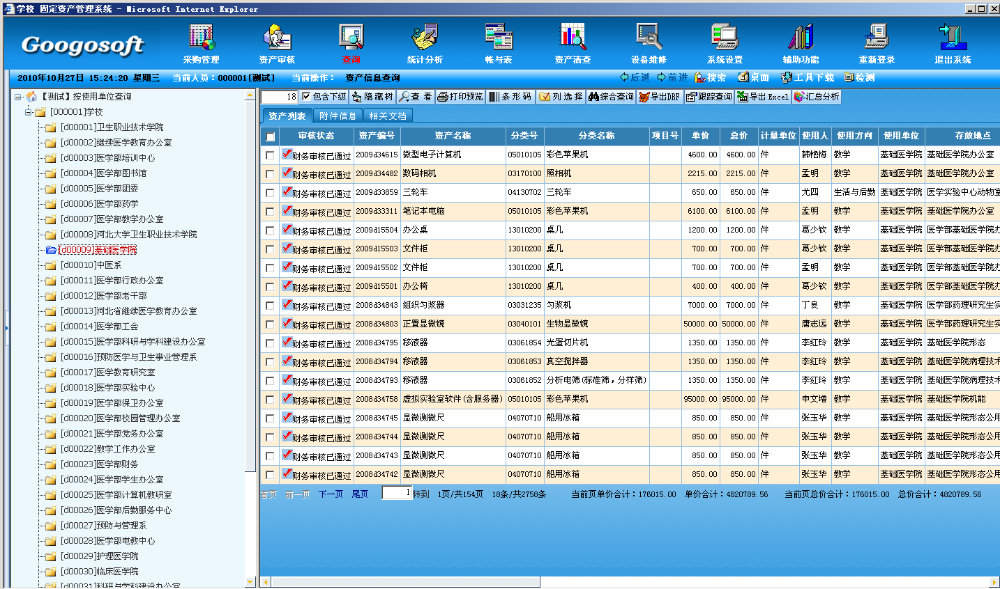 学校 固定资产管理系统 - Microsoft Internet Explorer
Googosoft
采购管理 资产审核 查询 统计分析 帐与表 资产清查 设备维修 系统设置 辅助功能 重新登录 退出系统
2010年10月27日 15:24:20 星期三 当前人员：000001[测试] 当前操作： 资产信息查询 后退 前进 搜索 桌面 工具下载 检测
【测试】按使用单位查询
[000001]学校
[d00001]卫生职业技术学院
[d00002]继续医学教育办公室
[d00003]医学部培训中心
[d00004]医学部图书馆
[d00005]医学部团委
[d00006]医学部药学
[d00007]医学部教学办公室
[d00008]河北大学卫生职业技术学院
[d00009]基础医学院
[d00010]中医系
[d00011]医学部行政办公室
[d00012]医学部老干部
[d00013]河北省继续医学教育办公室
[d00014]医学部工会
[d00015]医学部科研与学科建设办公室
[d00016]预防医学与卫生事业管理系
[d00017]医学教育研究室
[d00018]医学部实验中心
[d00019]医学部保卫办公室
[d00020]医学部校园管理办公室
[d00021]医学部党务办公室
[d00022]教学工作办公室
[d00023]医学部财务
[d00024]医学部学生办公室
[d00025]医学部计算机教研室
[d00026]医学部后勤服务中心
[d00027]预防与管理系
[d00028]医学部电教中心
[d00029]护理医学院
[d00030]临床医学院
[d00031]科研与学科建设办公室
18 包含下级 隐藏树 查看 打印预览 条形码 列选择 综合查询 导出DBF 跟踪查询 导出Excel 汇总分析
资产列表 附件信息 相关文档
审核状态 资产编号 资产名称 分类号 分类名称 项目号 单价 总价 计量单位 使用人 使用方向 使用单位 存放地点
财务审核已通过 2009d34615 微型电子计算机 05010105 彩色苹果机 4600.00 4600.00 件 韩艳梅 教学 基础医学院 基础医学院办公室
财务审核已通过 2009d34482 数码相机 03170100 照相机 2215.00 2215.00 件 孟明 教学 基础医学院 基础医学院办公室
财务审核已通过 2009d33859 三轮车 04130702 三轮车 650.00 650.00 件 尤四 生活与后勤 基础医学院 医学实验中心动物室
财务审核已通过 2009d33311 笔记本电脑 05010105 彩色苹果机 6100.00 6100.00 件 孟明 教学 基础医学院 基础医学院办公室
财务审核已通过 2009d15504 办公桌 13010200 桌几 1200.00 1200.00 件 葛少钦 教学 基础医学院 医学部基础医学院办
财务审核已通过 2009d15503 文件柜 13010200 桌几 700.00 700.00 件 葛少钦 教学 基础医学院 医学部基础医学院办
财务审核已通过 2009d15502 文件柜 13010200 桌几 700.00 700.00 件 孟明 教学 基础医学院 医学部基础医学院办
财务审核已通过 2009d15501 办公椅 13010200 桌几 400.00 400.00 件 葛少钦 教学 基础医学院 医学部基础医学院办
财务审核已通过 2008d34843 组织匀浆器 03031235 匀浆机 7000.00 7000.00 件 丁良 教学 基础医学院 医学部药理研究生实
财务审核已通过 2008d34803 正置显微镜 03040101 生物显微镜 50000.00 50000.00 件 唐志远 教学 基础医学院 医学部药理研究生实
财务审核已通过 2008d34795 移液器 03061854 光蛋切片机 1350.00 1350.00 件 李红玲 教学 基础医学院 基础医学院形态
财务审核已通过 2008d34794 移液器 03061853 真空搅拌器 1350.00 1350.00 件 李红玲 教学 基础医学院 基础医学院病理技术
财务审核已通过 2008d34793 移液器 03061852 分析电筛(标准筛，分样筛) 1350.00 1350.00 件 李红玲 教学 基础医学院 基础医学院病理技术
财务审核已通过 2008d34758 虚拟实验室软件(含服务器) 05010105 彩色苹果机 95000.00 95000.00 件 申文增 教学 基础医学院 基础医学院机能
财务审核已通过 2008d34745 显微测微尺 04070710 船用冰箱 850.00 850.00 件 张玉华 教学 基础医学院 基础医学院形态公用
财务审核已通过 2008d34744 显微测微尺 04070710 船用冰箱 850.00 850.00 件 张玉华 教学 基础医学院 基础医学院形态公用
财务审核已通过 2008d34743 显微测微尺 04070710 船用冰箱 850.00 850.00 件 张玉华 教学 基础医学院 基础医学院形态公用
财务审核已通过 2008d34742 显微测微尺 04070710 船用冰箱 850.00 850.00 件 张玉华 教学 基础医学院 基础医学院形态公用
首页 前一页 下一页 尾页 1 转到 1页/共154页 18条/共2758条 当前页单价合计：176015.00 单价合计：4820789.56 当前页总价合计：176015.00 总价合计：4820789.56